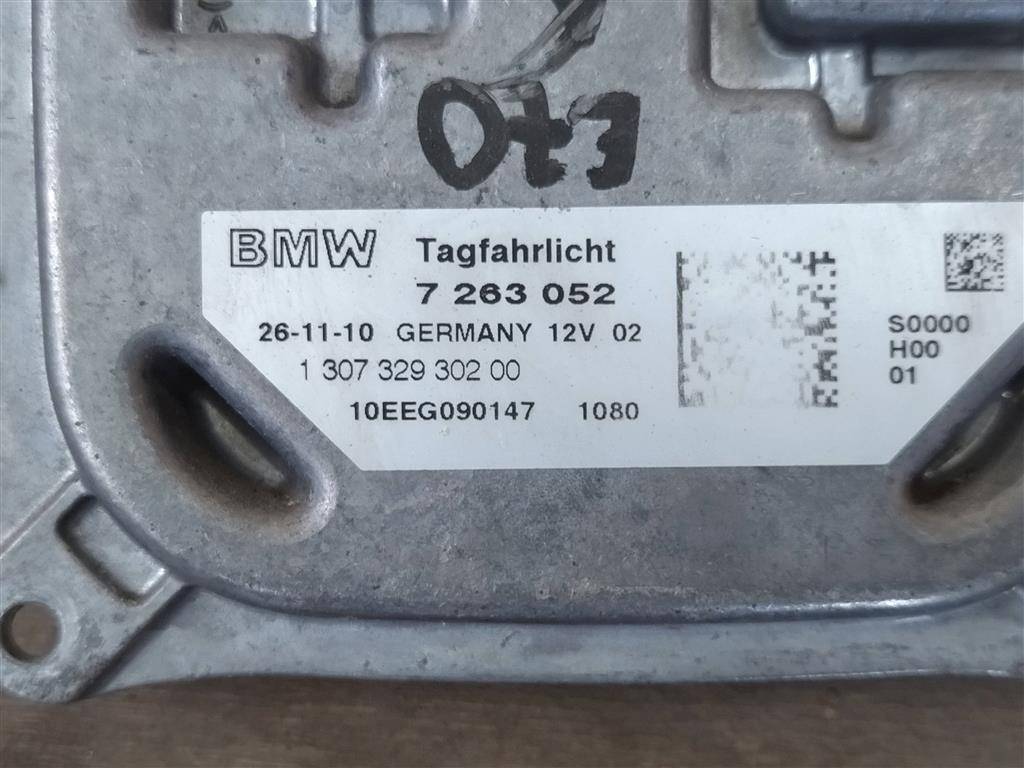 BMW Tagfahrlicht
7 263 052
26-11-10 GERMANY 12V 02
1 307 329 302 00
10EEG090147 1080
S0000
H00
01